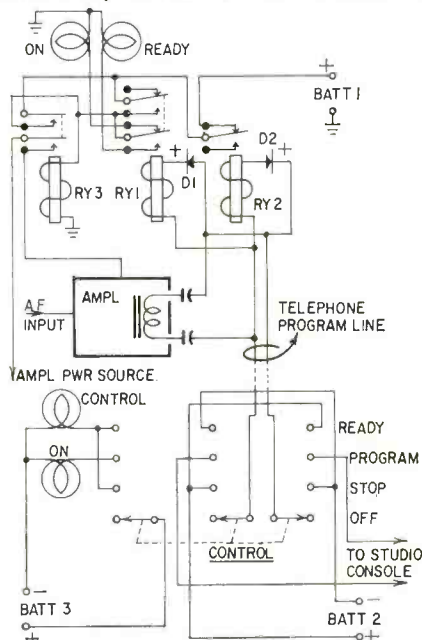 ON
READY
+
BATT 1
D2
+
+
D1
RY3
RY1
RY2
AMPL
A F
INPUT
TELEPHONE
PROGRAM LINE
AMPL PWR SOURCE
CONTROL
ON
READY
PROGRAM
STOP
OFF
CONTROL
TO STUDIO
CONSOLE
−
BATT 3
+
−
BATT 2
+